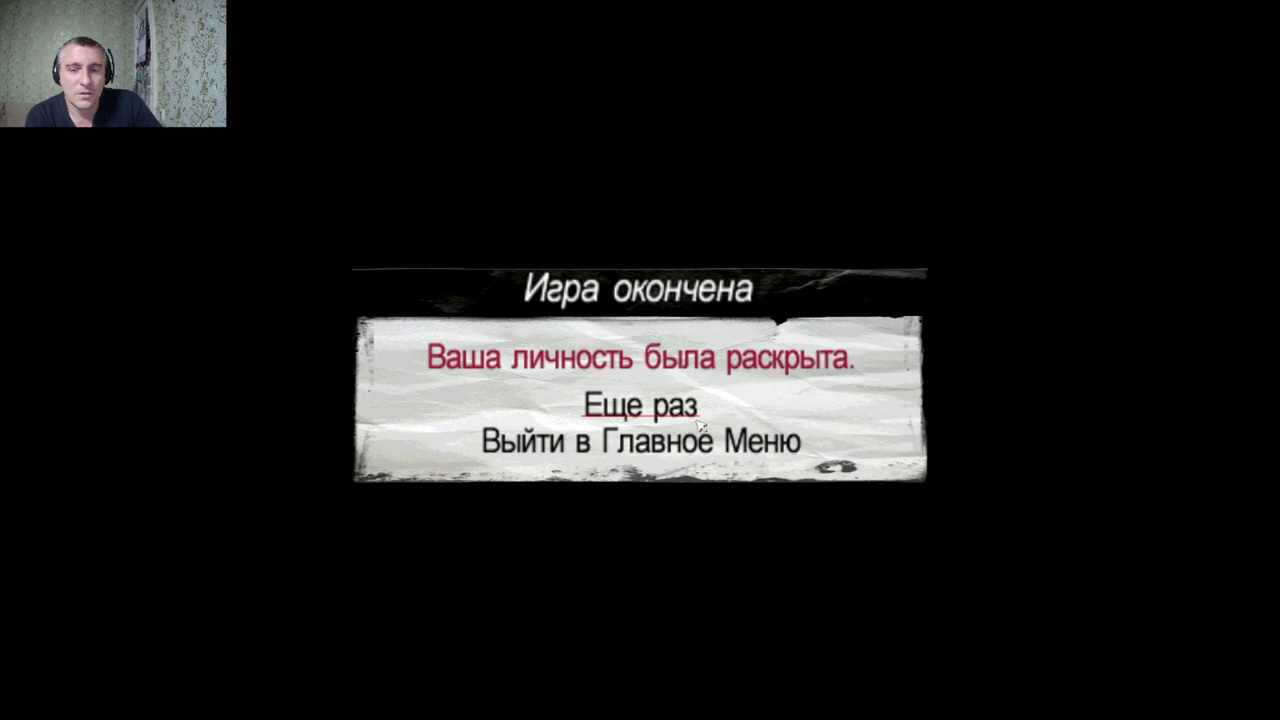 Игра окончена
Ваша личность была раскрыта.
Еще раз
Выйти в Главное Меню